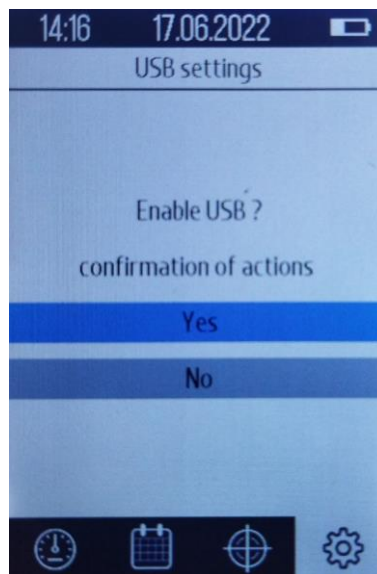 14:16 17.06.2022
USB settings
Enable USB ?
confirmation of actions
Yes
No